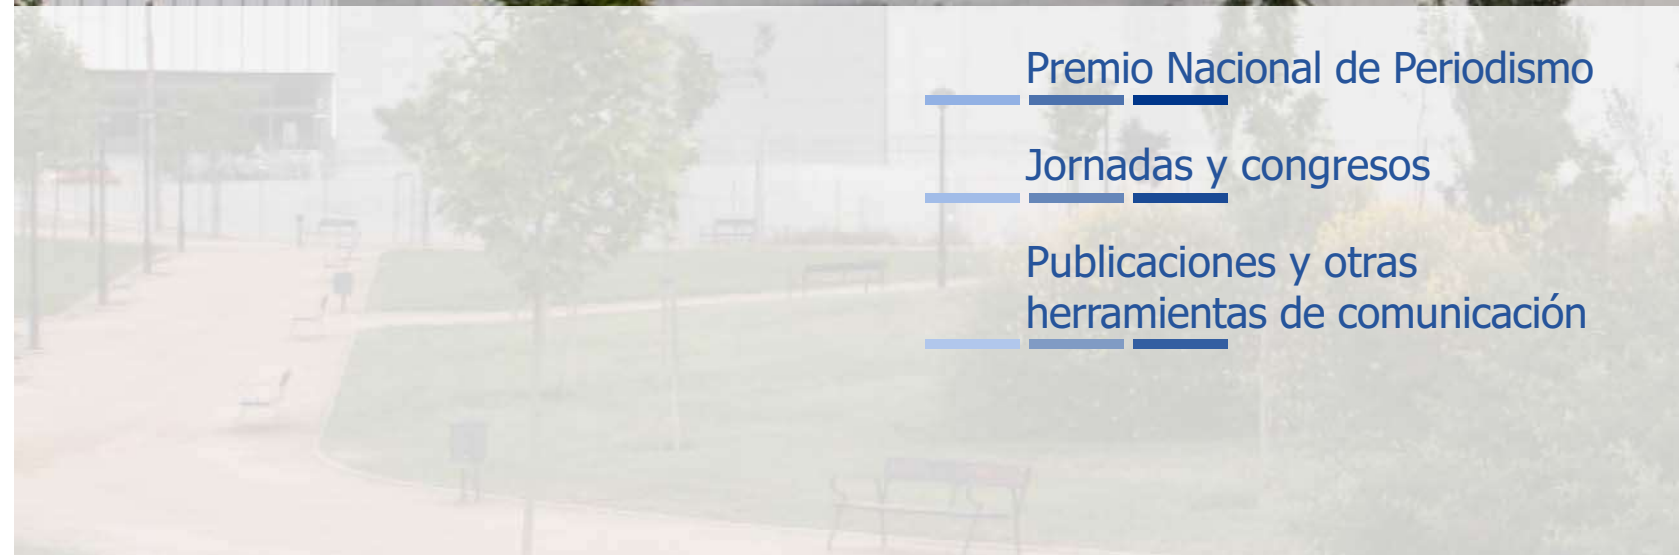 Premio Nacional de Periodismo
Jornadas y congresos
Publicaciones y otras
herramientas de comunicación